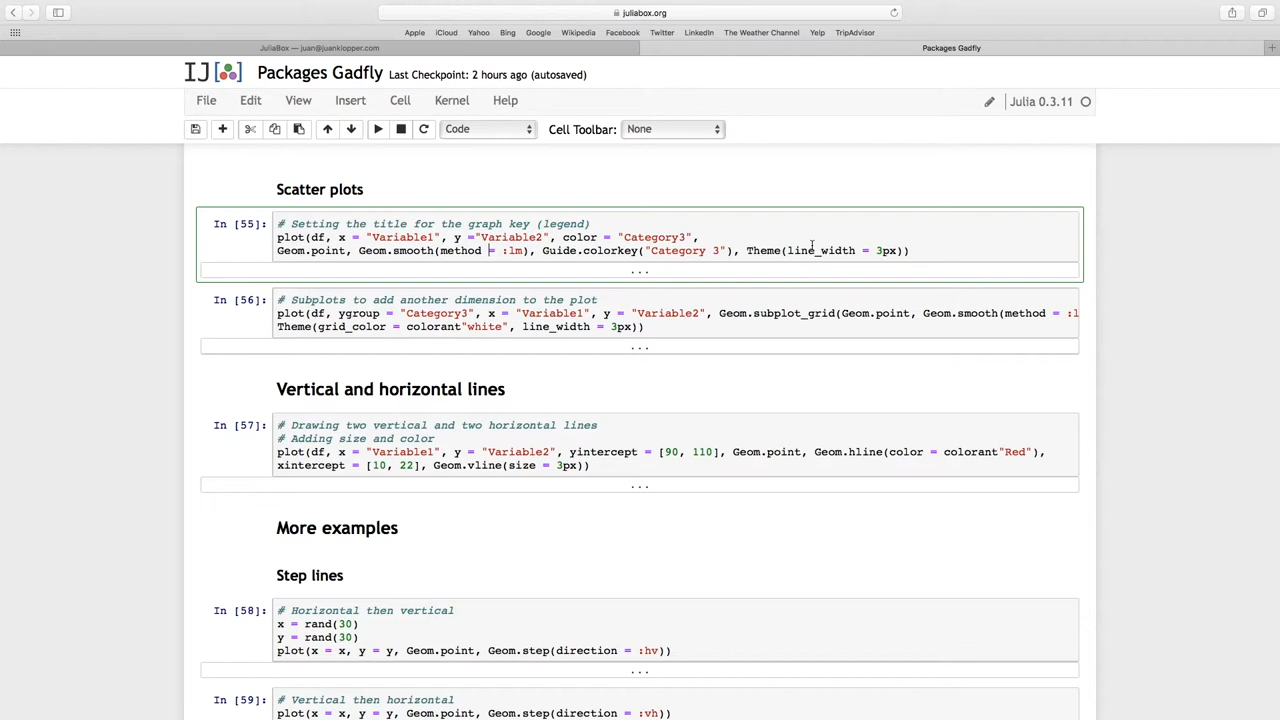 juliabox.org
Apple iCloud Yahoo Bing Google Wikipedia Facebook Twitter LinkedIn The Weather Channel Yelp TripAdvisor
JuliaBox — juan@juanklopper.com
Packages Gadfly
IJ[ ] Packages Gadfly Last Checkpoint: 2 hours ago (autosaved)
File Edit View Insert Cell Kernel Help Julia 0.3.11
Code Cell Toolbar: None
Scatter plots
In [55]: # Setting the title for the graph key (legend)
plot(df, x = "Variable1", y ="Variable2", color = "Category3",
Geom.point, Geom.smooth(method = :lm), Guide.colorkey("Category 3"), Theme(line_width = 3px))
...
In [56]: # Subplots to add another dimension to the plot
plot(df, ygroup = "Category3", x = "Variable1", y = "Variable2", Geom.subplot_grid(Geom.point, Geom.smooth(method = :l
Theme(grid_color = colorant"white", line_width = 3px))
...
Vertical and horizontal lines
In [57]: # Drawing two vertical and two horizontal lines
# Adding size and color
plot(df, x = "Variable1", y = "Variable2", yintercept = [90, 110], Geom.point, Geom.hline(color = colorant"Red"),
xintercept = [10, 22], Geom.vline(size = 3px))
...
More examples
Step lines
In [58]: # Horizontal then vertical
x = rand(30)
y = rand(30)
plot(x = x, y = y, Geom.point, Geom.step(direction = :hv))
...
In [59]: # Vertical then horizontal
plot(x = x, y = y, Geom.point, Geom.step(direction = :vh))